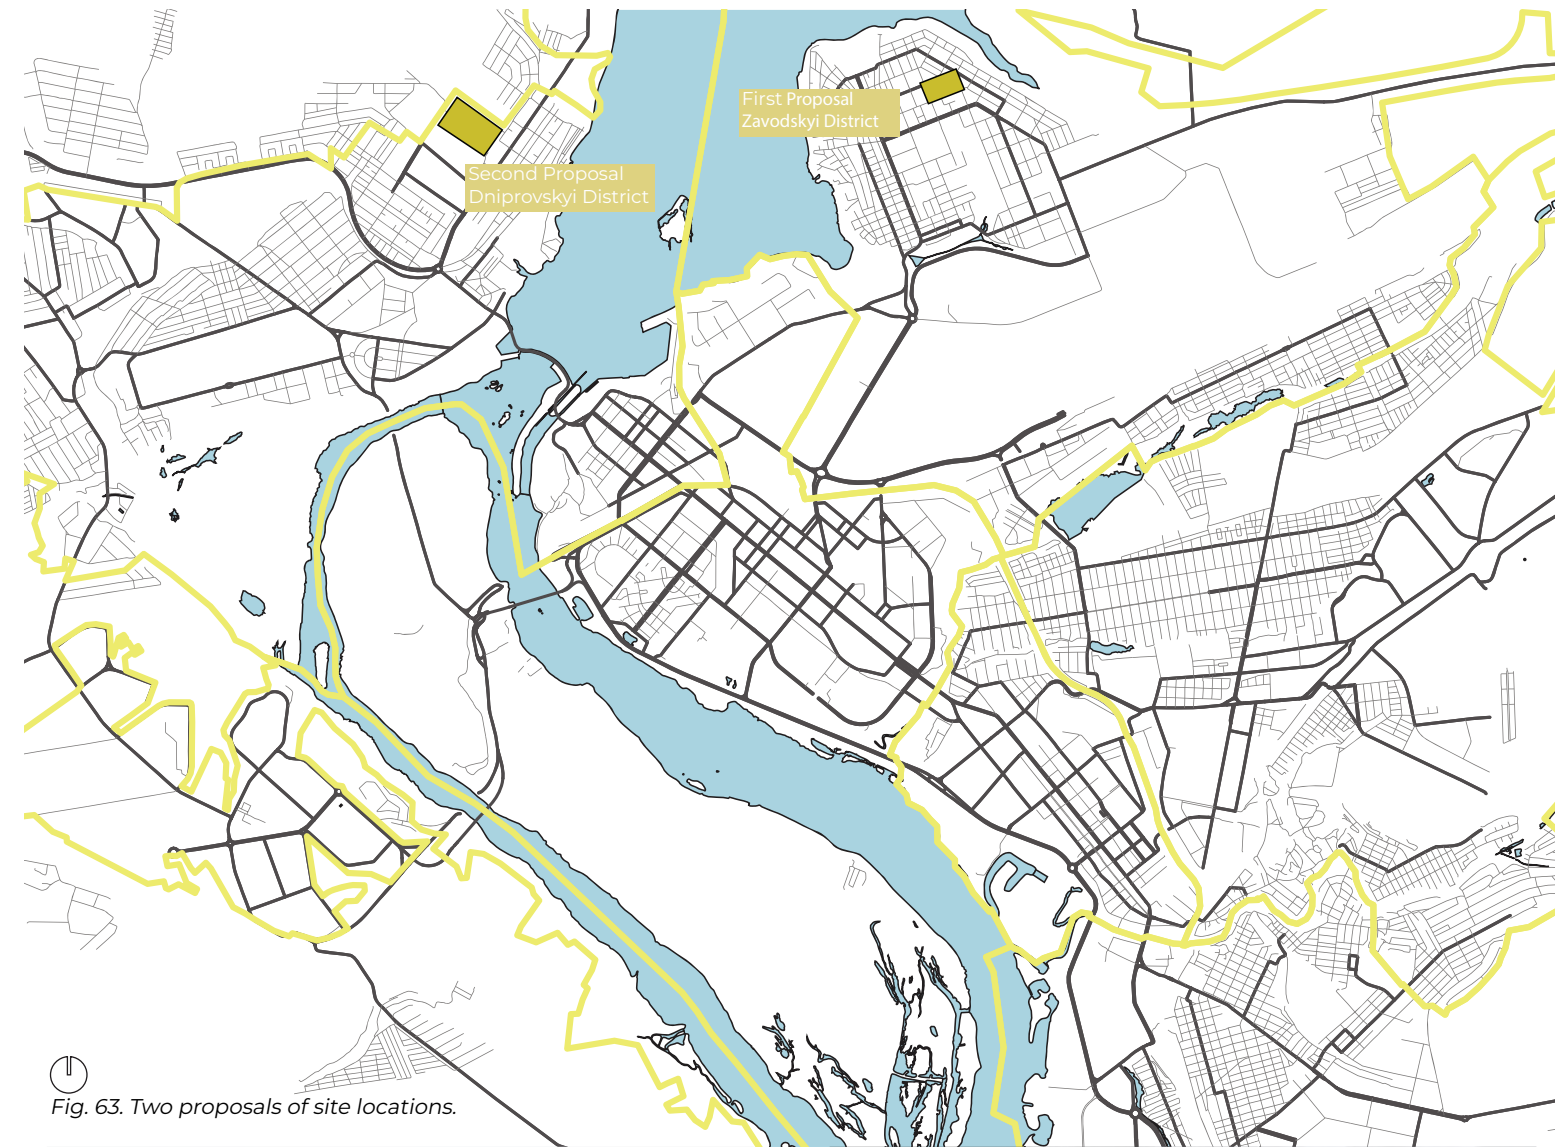 First Proposal
Zavodskyi District
Second Proposal
Dniprovskyi District
Fig. 63. Two proposals of site locations.